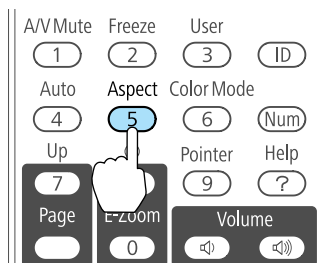 A/V Mute Freeze User
1 2 3 ID
Auto Aspect Color Mode
4 5 6 Num
Up Pointer Help
7 9 ?
Page E-Zoom Volume
0